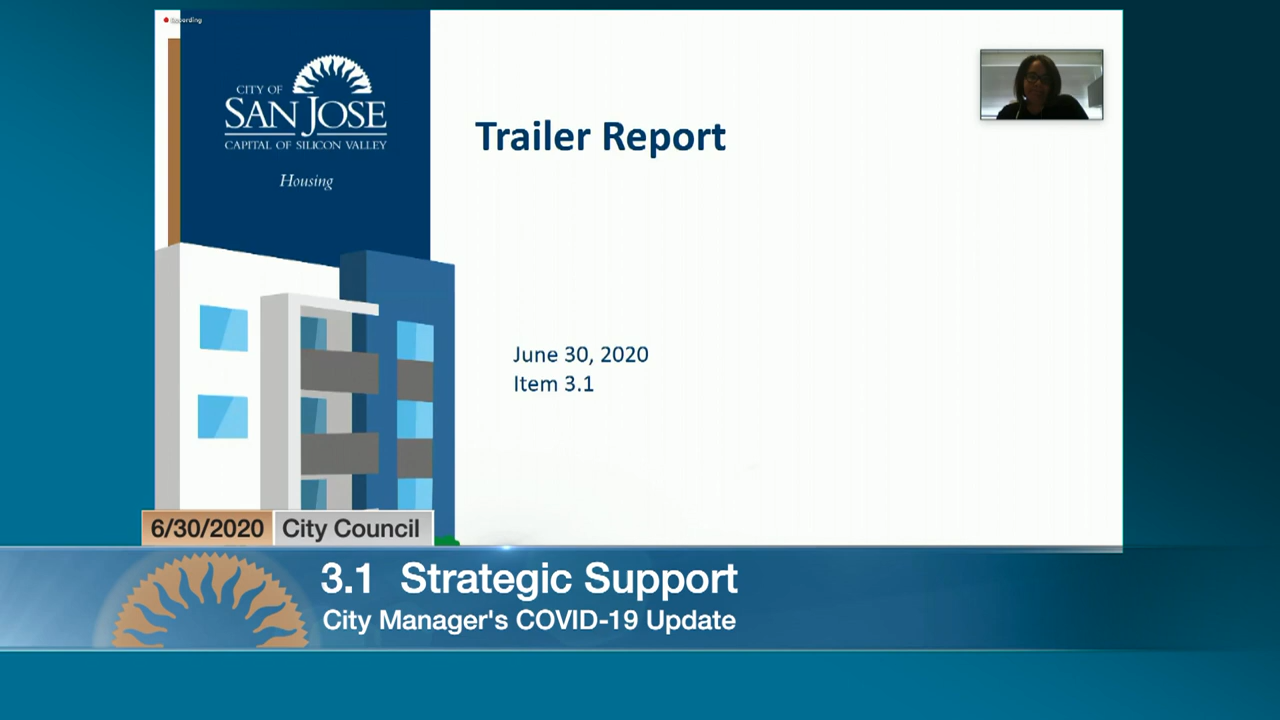 Recording
CITY OF
SAN JOSE
CAPITAL OF SILICON VALLEY
Housing
Trailer Report
June 30, 2020
Item 3.1
6/30/2020 City Council
3.1 Strategic Support
City Manager's COVID-19 Update